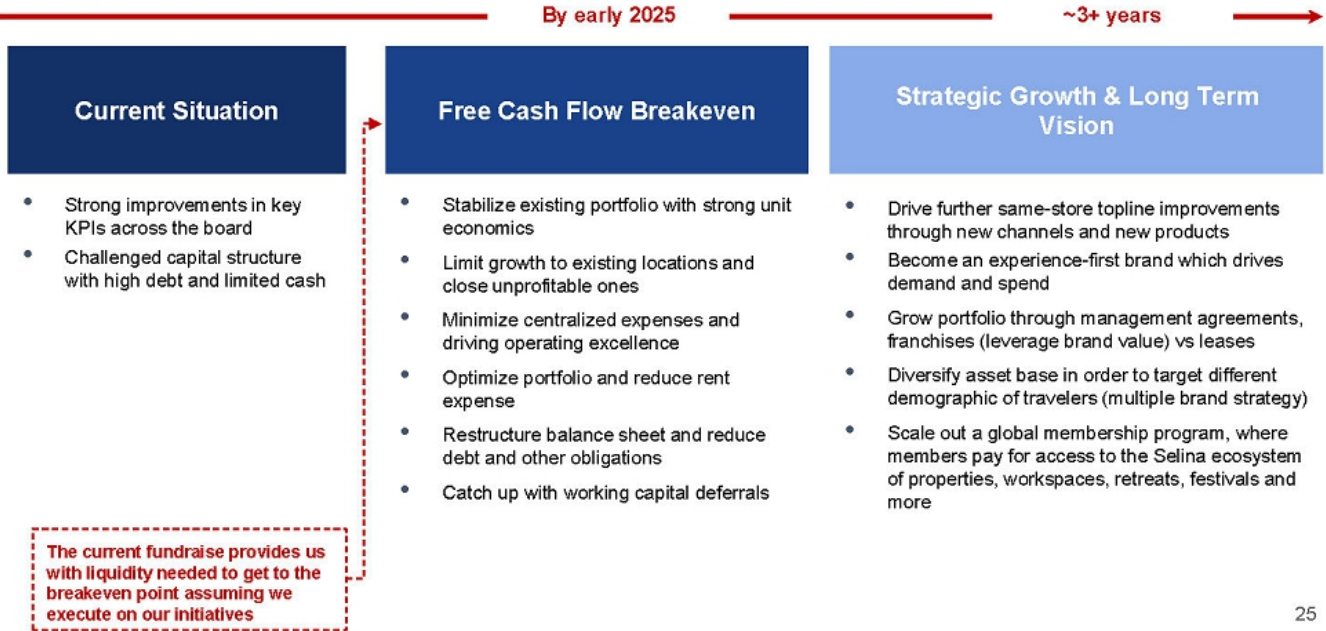 By early 2025
~3+ years
Current Situation
Free Cash Flow Breakeven
Strategic Growth & Long Term
Vision
• Strong improvements in key
KPIs across the board
• Challenged capital structure
with high debt and limited cash
• Stabilize existing portfolio with strong unit
economics
• Limit growth to existing locations and
close unprofitable ones
• Minimize centralized expenses and
driving operating excellence
• Optimize portfolio and reduce rent
expense
• Restructure balance sheet and reduce
debt and other obligations
• Catch up with working capital deferrals
• Drive further same-store topline improvements
through new channels and new products
• Become an experience-first brand which drives
demand and spend
• Grow portfolio through management agreements,
franchises (leverage brand value) vs leases
• Diversify asset base in order to target different
demographic of travelers (multiple brand strategy)
• Scale out a global membership program, where
members pay for access to the Selina ecosystem
of properties, workspaces, retreats, festivals and
more
The current fundraise provides us
with liquidity needed to get to the
breakeven point assuming we
execute on our initiatives
25